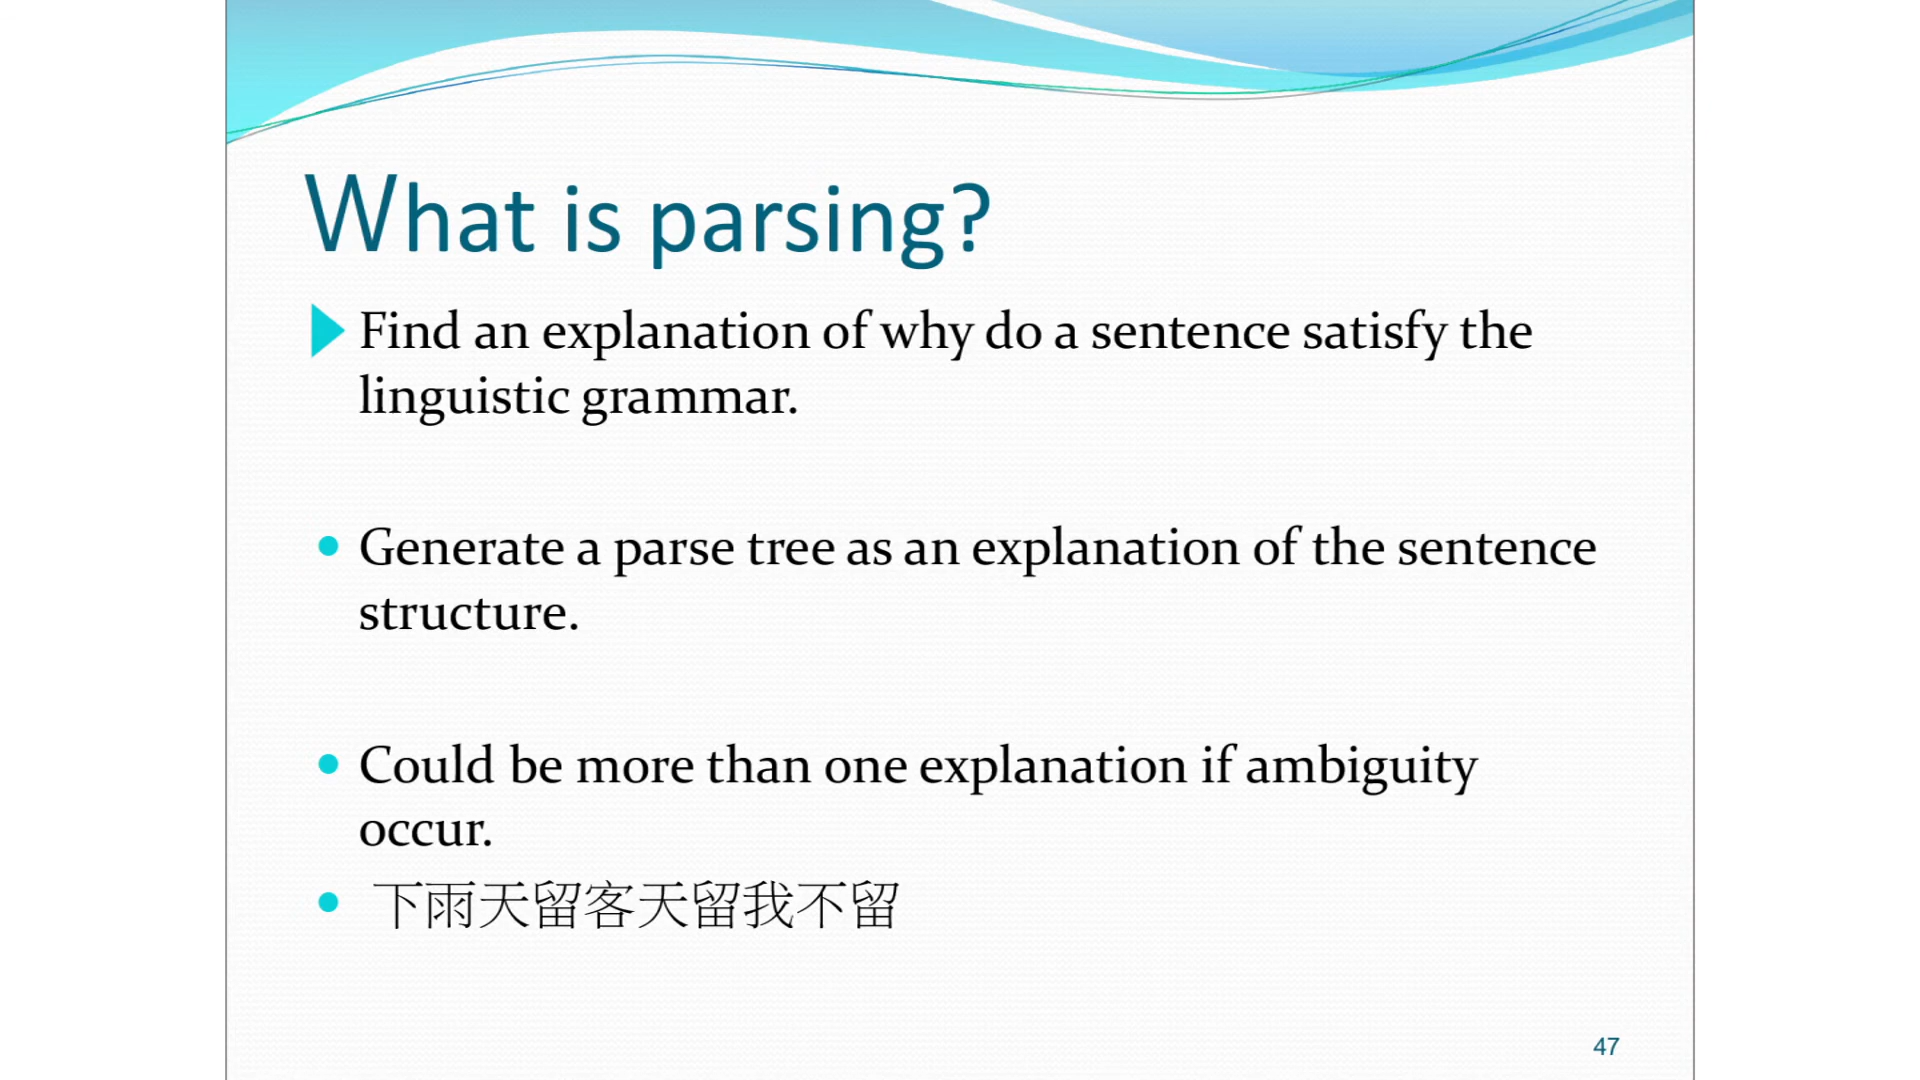 What is parsing?
Find an explanation of why do a sentence satisfy the
linguistic grammar.
Generate a parse tree as an explanation of the sentence
structure.
Could be more than one explanation if ambiguity
occur.
下雨天留客天留我不留
47